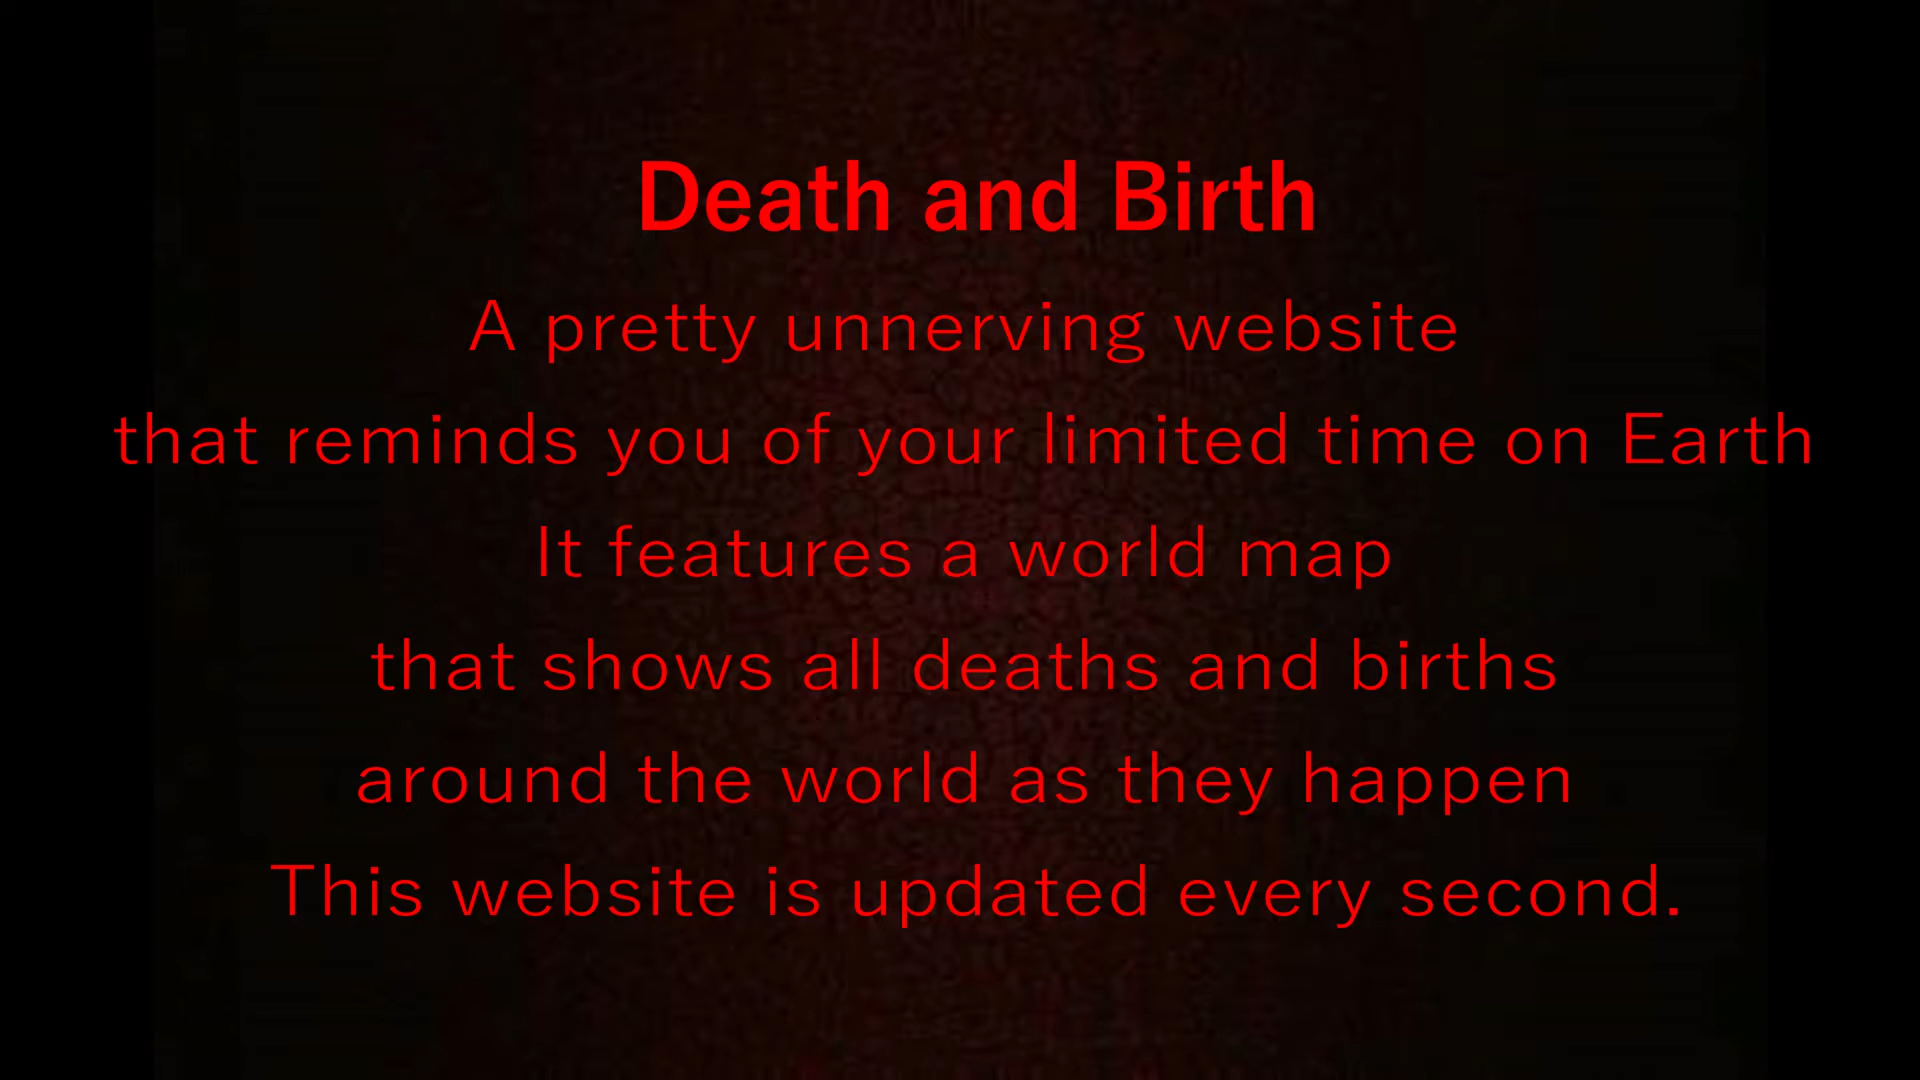 Death and Birth
A pretty unnerving website
that reminds you of your limited time on Earth
It features a world map
that shows all deaths and births
around the world as they happen
This website is updated every second.